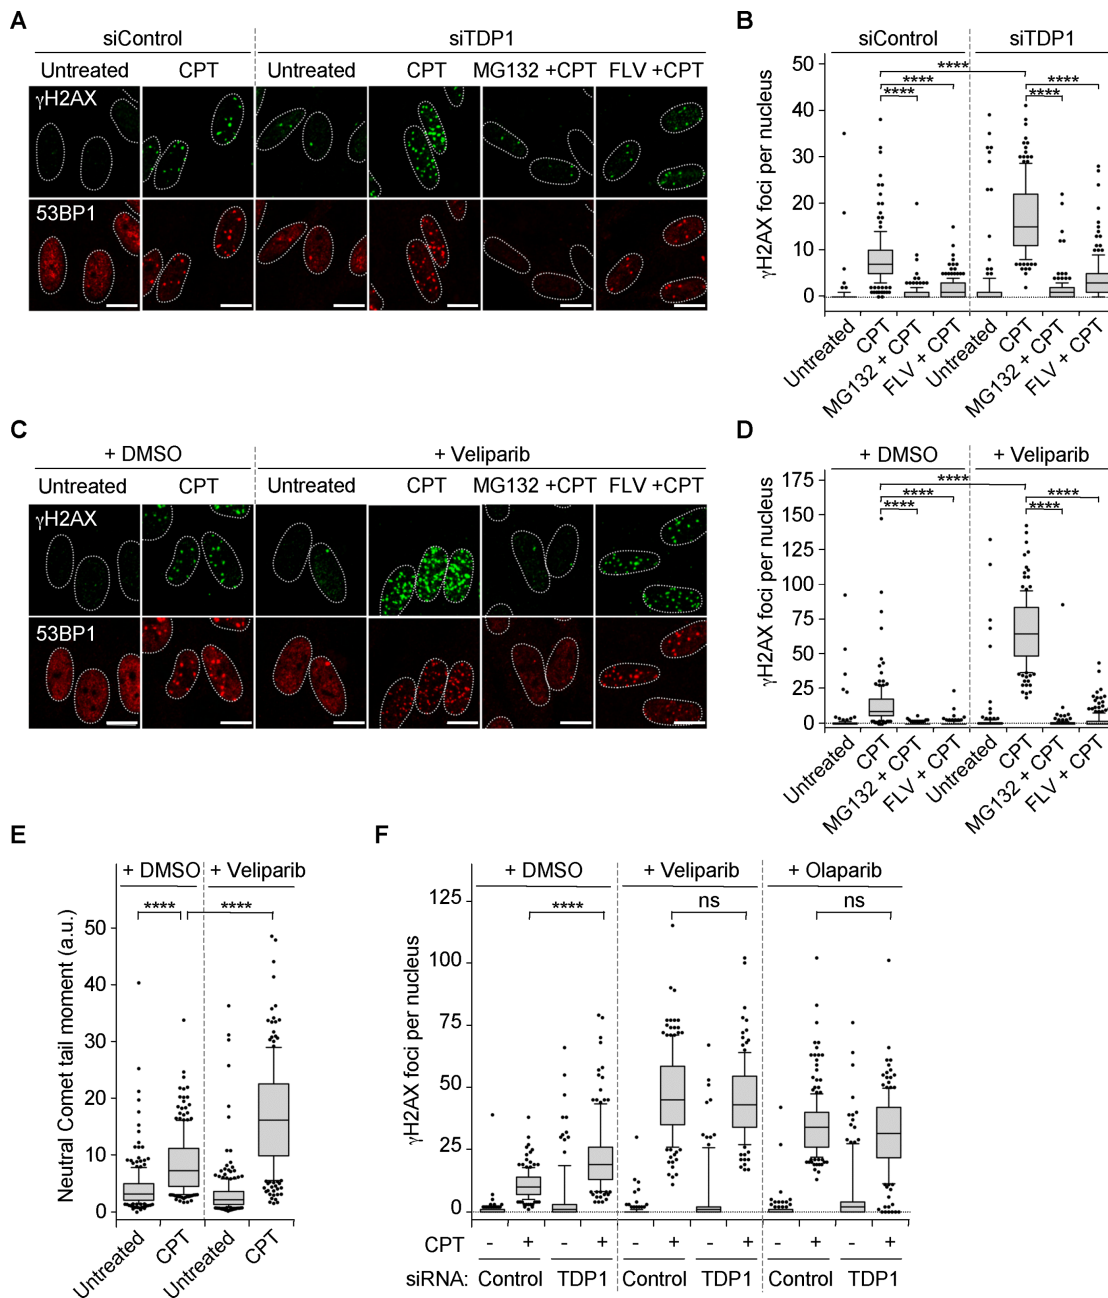 A
siControl siTDP1
Untreated CPT Untreated CPT MG132 +CPT FLV +CPT
γH2AX
53BP1
B
siControl siTDP1
γH2AX foci per nucleus
50
40
30
20
10
0
**** **** **** **** ****
Untreated CPT MG132 + CPT FLV + CPT Untreated CPT MG132 + CPT FLV + CPT
C
+ DMSO + Veliparib
Untreated CPT Untreated CPT MG132 +CPT FLV +CPT
γH2AX
53BP1
D
+ DMSO + Veliparib
γH2AX foci per nucleus
175
150
125
100
75
50
25
0
**** **** **** **** ****
Untreated CPT MG132 + CPT FLV + CPT Untreated CPT MG132 + CPT FLV + CPT
E
+ DMSO + Veliparib
**** ****
Neutral Comet tail moment (a.u.)
50
40
30
20
10
0
Untreated CPT Untreated CPT
F
+ DMSO + Veliparib + Olaparib
**** ns ns
γH2AX foci per nucleus
125
100
75
50
25
0
CPT - + - + - + - + - + - +
siRNA: Control TDP1 Control TDP1 Control TDP1